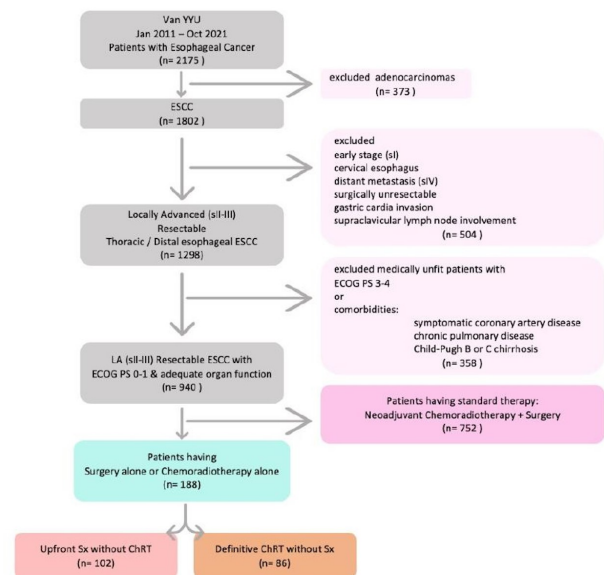 Van YYU
Jan 2011 – Oct 2021
Patients with Esophageal Cancer
(n= 2175 )
excluded adenocarcinomas
(n= 373 )
ESCC
(n= 1802 )
excluded
early stage (sI)
cervical esophagus
distant metastasis (sIV)
surgically unresectable
gastric cardia invasion
supraclavicular lymph node involvement
(n= 504 )
Locally Advanced (sII-III)
Resectable
Thoracic / Distal esophageal ESCC
(n= 1298)
excluded medically unfit patients with
ECOG PS 3-4
or
comorbidities:
symptomatic coronary artery disease
chronic pulmonary disease
Child-Pugh B or C chirrhosis
(n= 358 )
LA (sII-III) Resectable ESCC with
ECOG PS 0-1 & adequate organ function
(n= 940 )
Patients having standard therapy:
Neoadjuvant Chemoradiotherapy + Surgery
(n= 752 )
Patients having
Surgery alone or Chemoradiotherapy alone
(n= 188)
Upfront Sx without ChRT
(n= 102)
Definitive ChRT without Sx
(n= 86)